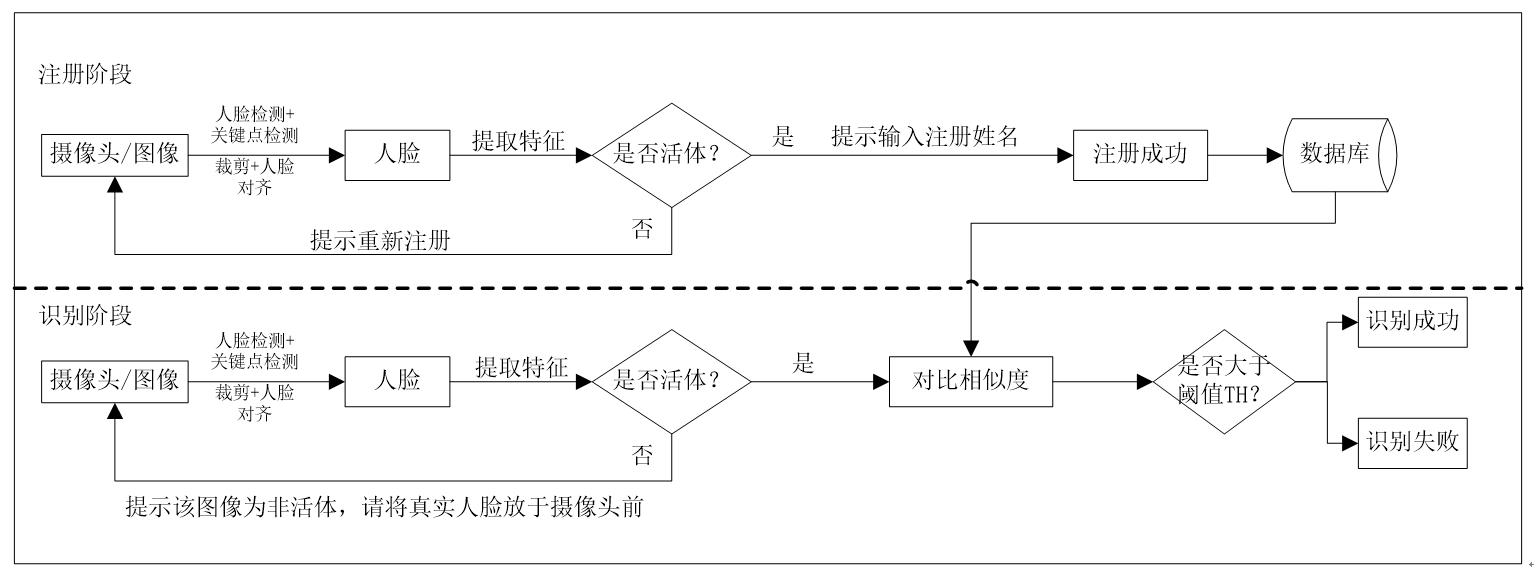 注册阶段
人脸检测+
关键点检测
裁剪+人脸
对齐
摄像头/图像
人脸
提取特征
是否活体?
是
提示输入注册姓名
注册成功
数据库
否
提示重新注册
识别阶段
人脸检测+
关键点检测
裁剪+人脸
对齐
摄像头/图像
人脸
提取特征
是否活体?
是
对比相似度
是否大于
阈值TH?
识别成功
识别失败
否
提示该图像为非活体，请将真实人脸放于摄像头前